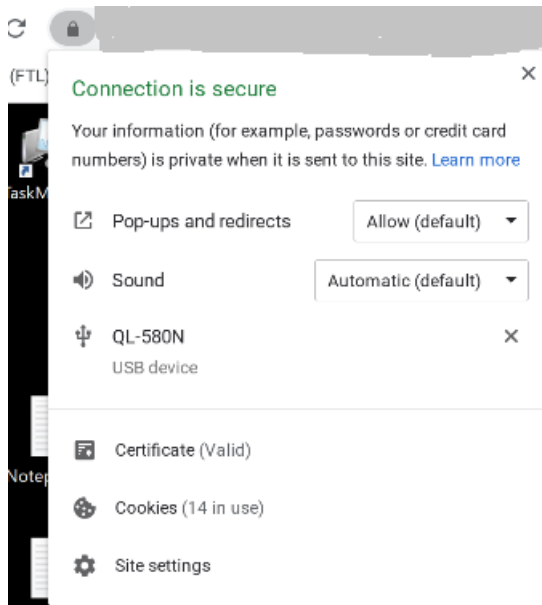 (FTL)
Connection is secure
Your information (for example, passwords or credit card
numbers) is private when it is sent to this site. Learn more
Pop-ups and redirects Allow (default)
Sound Automatic (default)
QL-580N
USB device
Certificate (Valid)
Cookies (14 in use)
Site settings